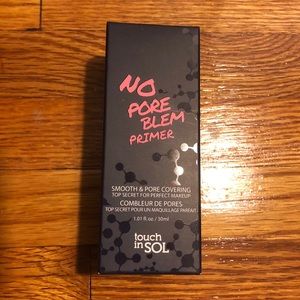 NO
PORE
BLEM
PRIMER
SMOOTH & PORE COVERING
TOP SECRET FOR PERFECT MAKEUP
COMBLEUR DE PORES
TOP SECRET POUR UN MAQUILLAGE PARFAIT
1.01 fl.oz / 30ml
touch
in SOL